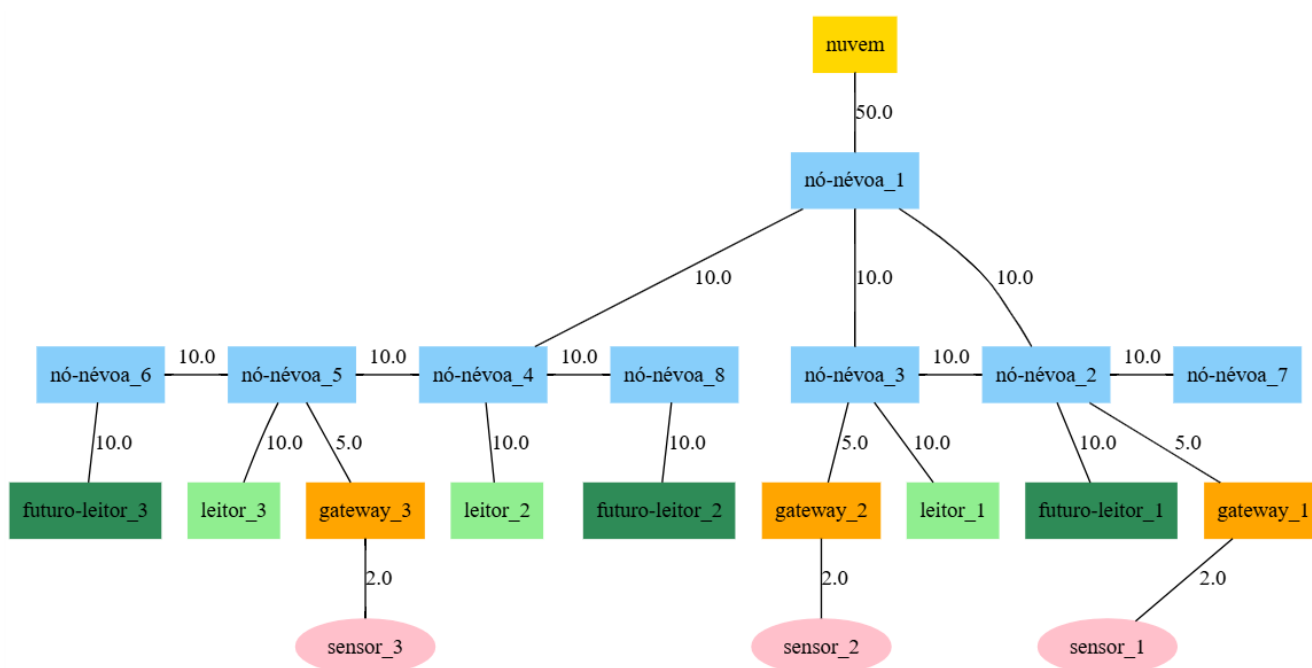 nuvem
50.0
nó-névoa_1
10.0
10.0
10.0
nó-névoa_6
10.0
nó-névoa_5
10.0
nó-névoa_4
10.0
nó-névoa_8
nó-névoa_3
10.0
nó-névoa_2
10.0
nó-névoa_7
10.0
10.0
5.0
10.0
10.0
5.0
10.0
10.0
5.0
futuro-leitor_3
leitor_3
gateway_3
leitor_2
futuro-leitor_2
gateway_2
leitor_1
futuro-leitor_1
gateway_1
2.0
2.0
2.0
sensor_3
sensor_2
sensor_1